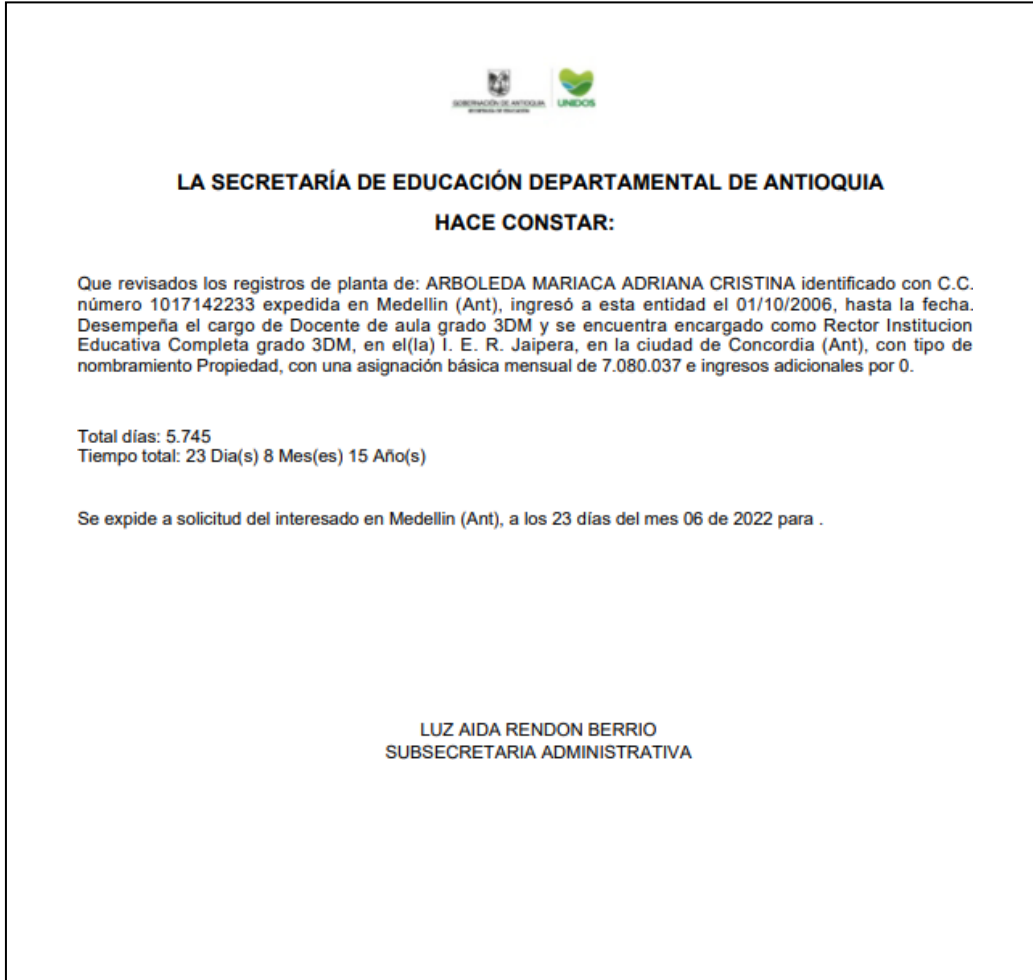 GOBERNACIÓN DE ANTIOQUIA
SECRETARÍA DE EDUCACIÓN
UNIDOS
LA SECRETARÍA DE EDUCACIÓN DEPARTAMENTAL DE ANTIOQUIA
HACE CONSTAR:
Que revisados los registros de planta de: ARBOLEDA MARIACA ADRIANA CRISTINA identificado con C.C.
número 1017142233 expedida en Medellin (Ant), ingresó a esta entidad el 01/10/2006, hasta la fecha.
Desempeña el cargo de Docente de aula grado 3DM y se encuentra encargado como Rector Institucion
Educativa Completa grado 3DM, en el(la) I. E. R. Jaipera, en la ciudad de Concordia (Ant), con tipo de
nombramiento Propiedad, con una asignación básica mensual de 7.080.037 e ingresos adicionales por 0.
Total días: 5.745
Tiempo total: 23 Dia(s) 8 Mes(es) 15 Año(s)
Se expide a solicitud del interesado en Medellin (Ant), a los 23 días del mes 06 de 2022 para .
LUZ AIDA RENDON BERRIO
SUBSECRETARIA ADMINISTRATIVA